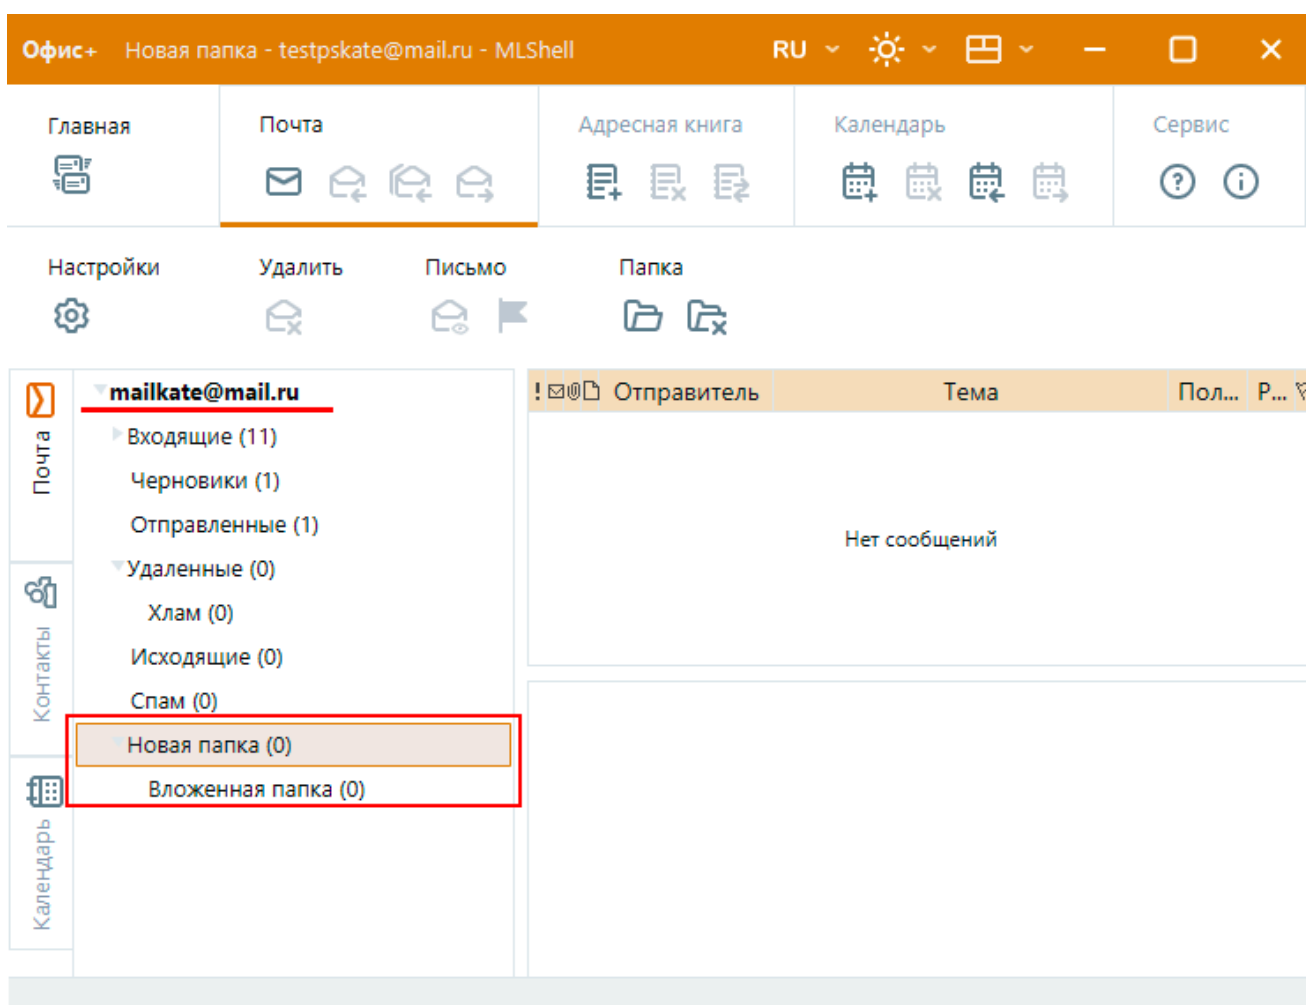 Офис+ Новая папка - testpskate@mail.ru - MLShell RU
Главная Почта Адресная книга Календарь Сервис
Настройки Удалить Письмо Папка
Почта
Контакты
Календарь
mailkate@mail.ru
Входящие (11)
Черновики (1)
Отправленные (1)
Удаленные (0)
Хлам (0)
Исходящие (0)
Спам (0)
Новая папка (0)
Вложенная папка (0)
! Отправитель Тема Пол... Р...
Нет сообщений